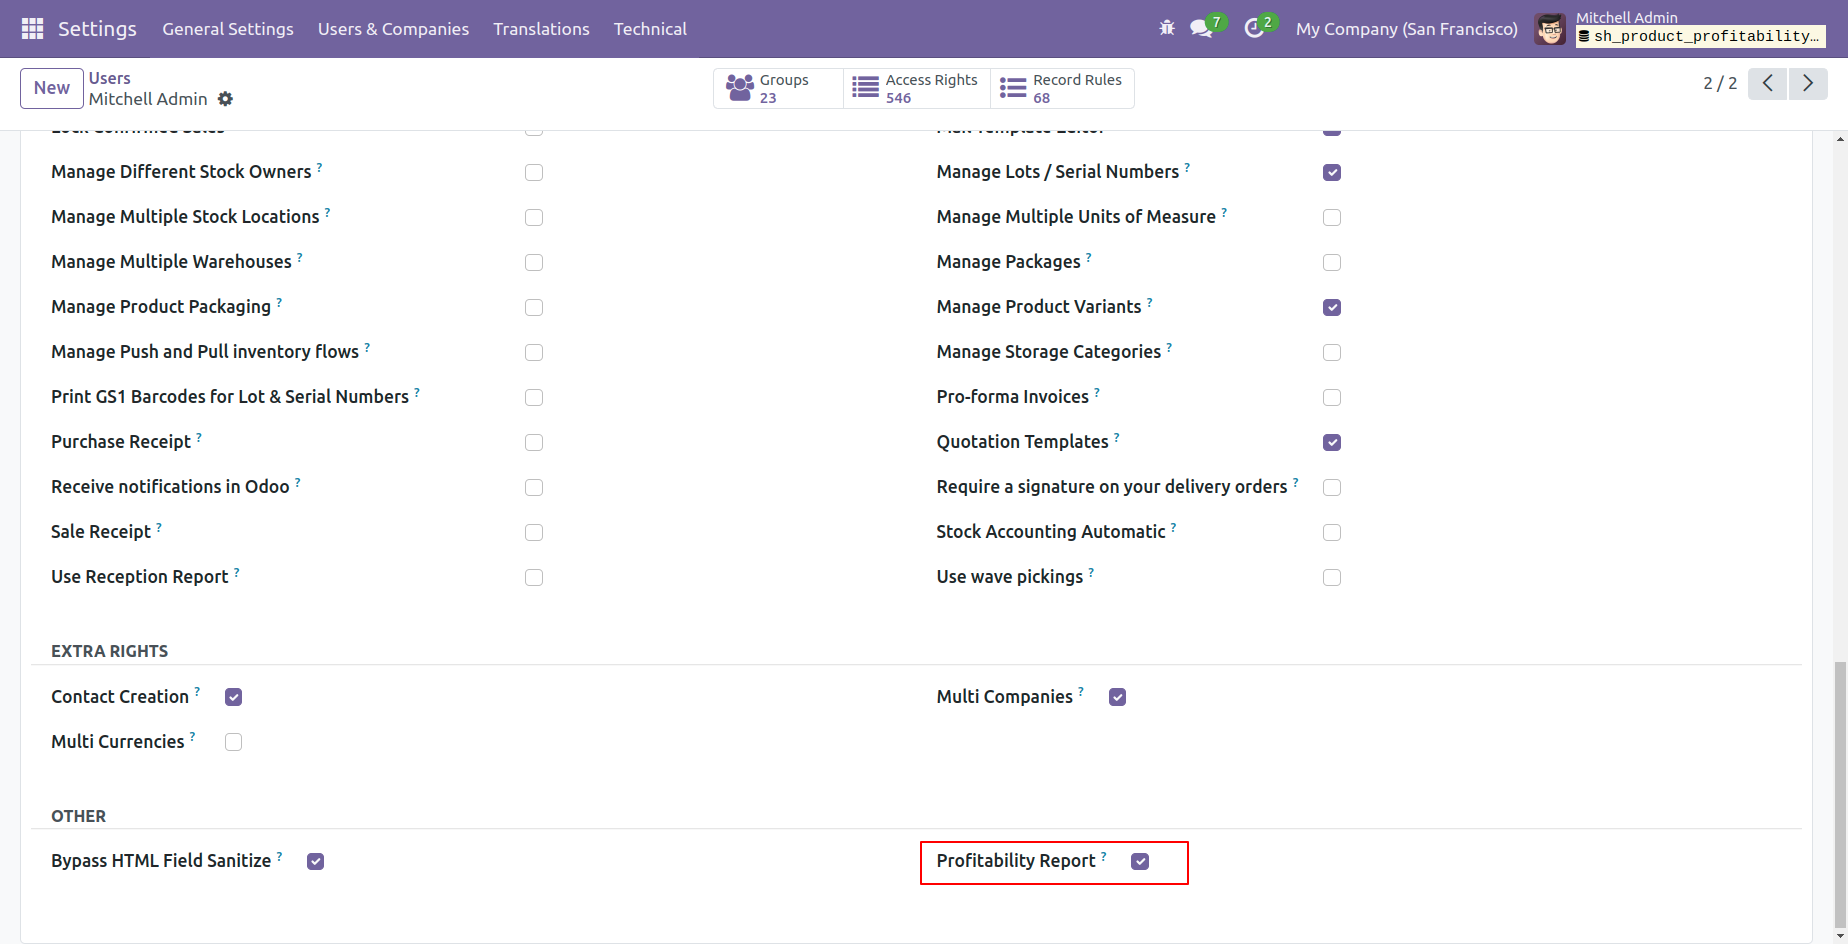 Settings General Settings Users & Companies Translations Technical 7 2 My Company (San Francisco) Mitchell Admin
sh_product_profitability...
New Users Groups Access Rights Record Rules 2 / 2
Mitchell Admin 23 546 68
Lock Confirmed Sales Mail Template Editor
Manage Different Stock Owners ? Manage Lots / Serial Numbers ?
Manage Multiple Stock Locations ? Manage Multiple Units of Measure ?
Manage Multiple Warehouses ? Manage Packages ?
Manage Product Packaging ? Manage Product Variants ?
Manage Push and Pull inventory flows ? Manage Storage Categories ?
Print GS1 Barcodes for Lot & Serial Numbers ? Pro-forma Invoices ?
Purchase Receipt ? Quotation Templates ?
Receive notifications in Odoo ? Require a signature on your delivery orders ?
Sale Receipt ? Stock Accounting Automatic ?
Use Reception Report ? Use wave pickings ?
EXTRA RIGHTS
Contact Creation ? Multi Companies ?
Multi Currencies ?
OTHER
Bypass HTML Field Sanitize ? Profitability Report ?